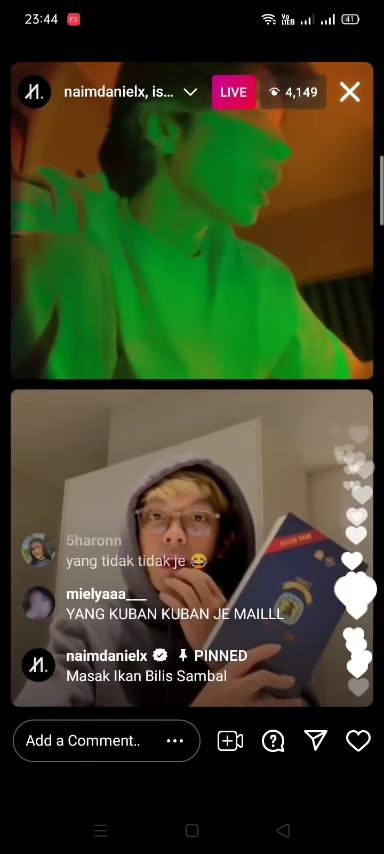 23:44
41
naimdanielx, is...
LIVE
4,149
5haronn
yang tidak tidak je 😂
mielyaaa___
YANG KUBAN KUBAN JE MAILLL
naimdanielx PINNED
Masak Ikan Bilis Sambal
Add a Comment..